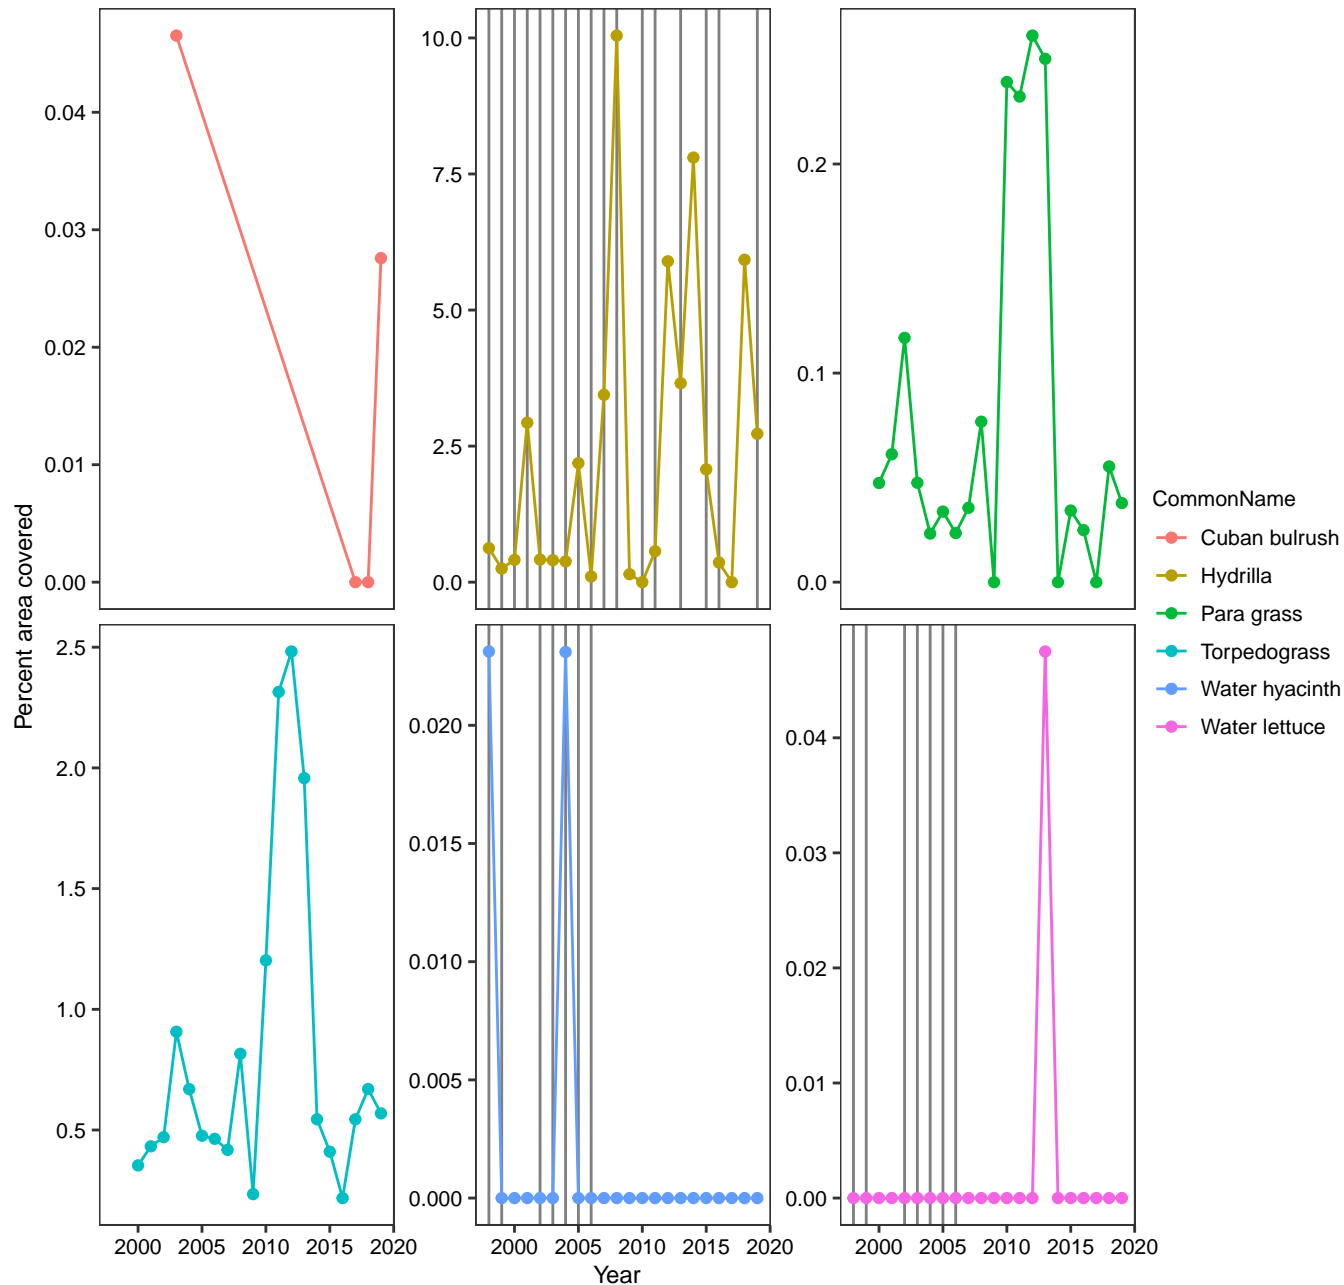 0.04
0.03
0.02
0.01
0.00
10.0
7.5
5.0
2.5
0.0
0.2
0.1
0.0
2.5
2.0
1.5
1.0
0.5
0.020
0.015
0.010
0.005
0.000
0.04
0.03
0.02
0.01
0.00
2000 2005 2010 2015 2020
2000 2005 2010 2015 2020
2000 2005 2010 2015 2020
Year
Percent area covered
CommonName
Cuban bulrush
Hydrilla
Para grass
Torpedograss
Water hyacinth
Water lettuce